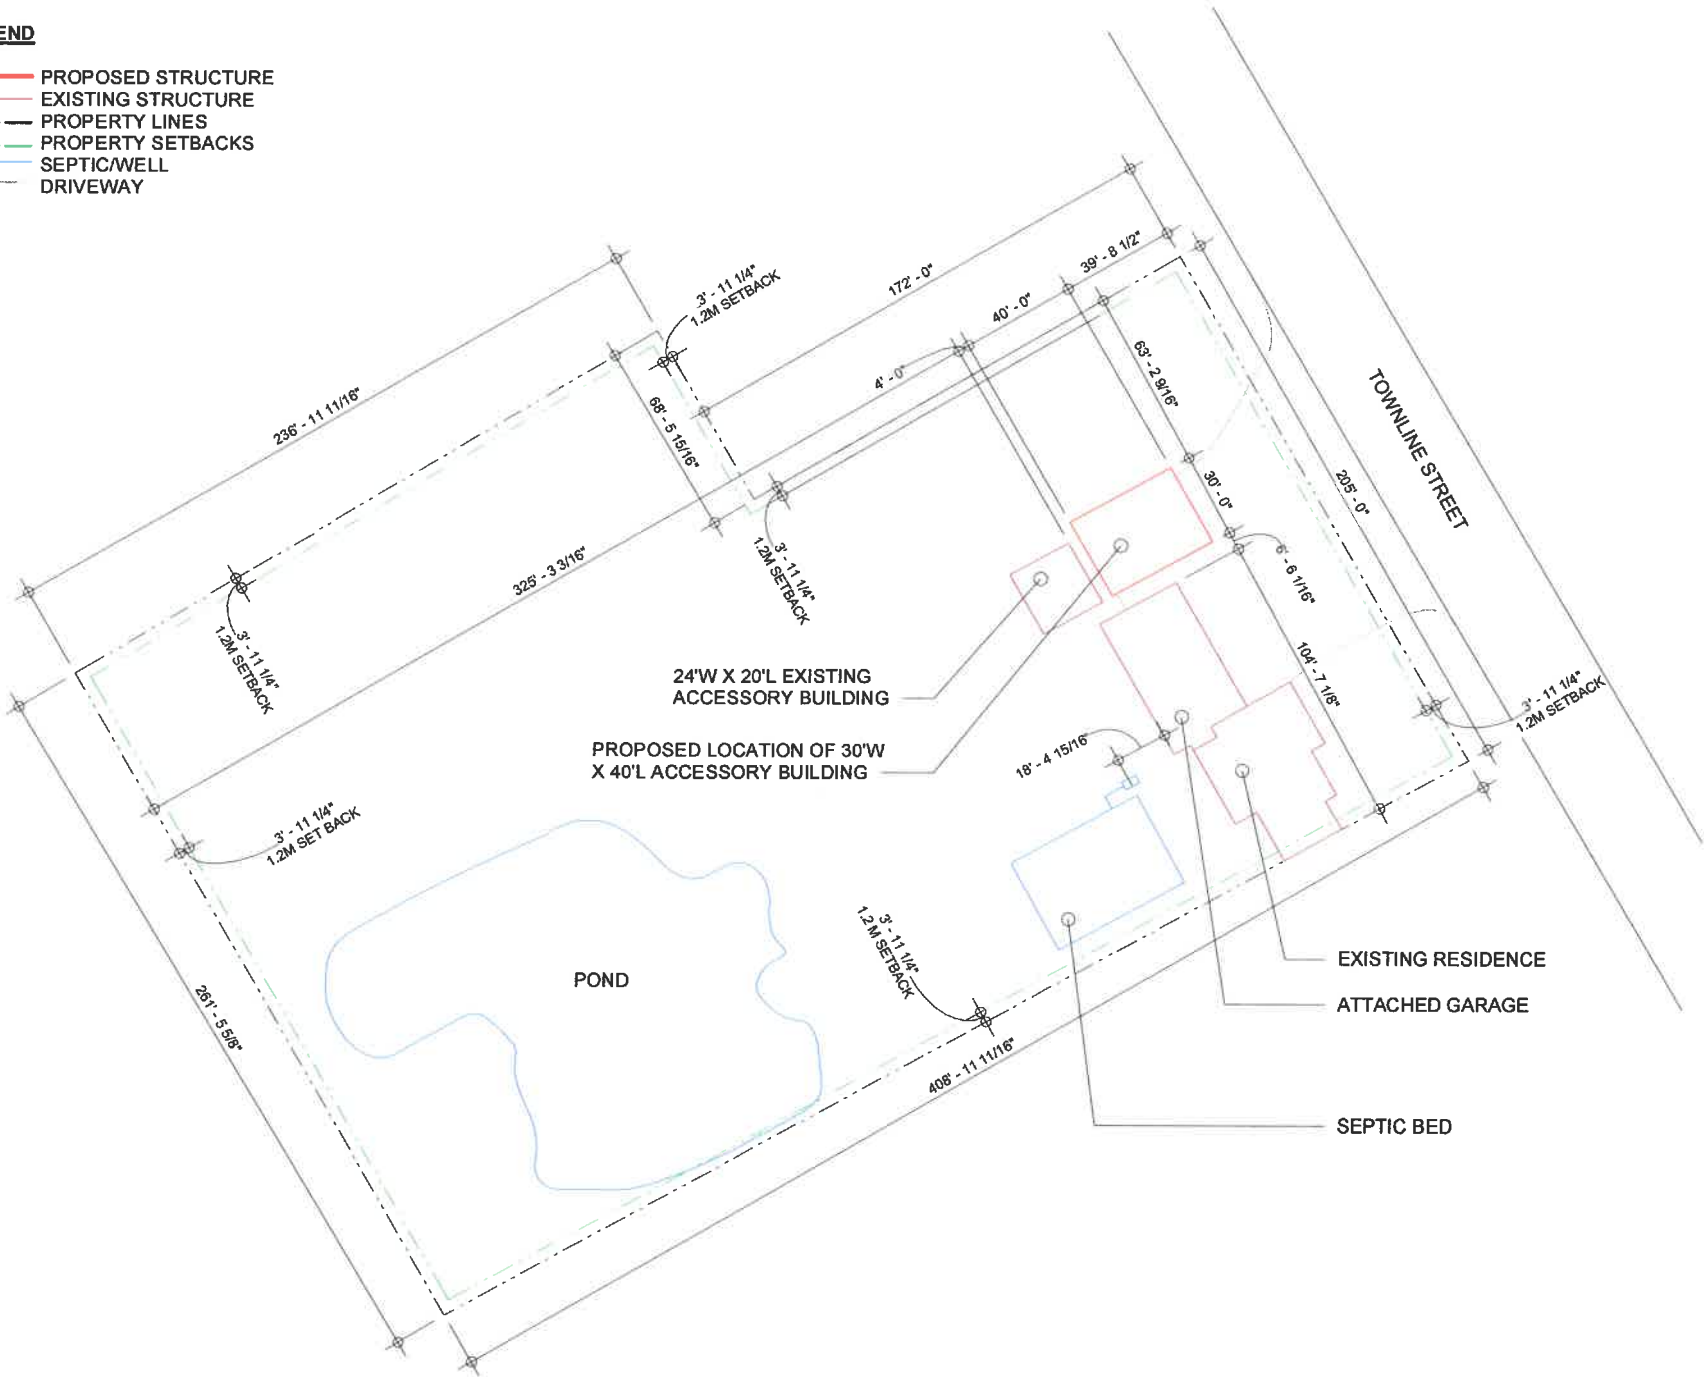 END
PROPOSED STRUCTURE
EXISTING STRUCTURE
PROPERTY LINES
PROPERTY SETBACKS
SEPTIC/WELL
DRIVEWAY
236' - 11 11/16"
3' - 11 1/4"
1.2M SETBACK
172' - 0"
39' - 8 1/2"
40' - 0"
4' - 0"
68' - 5 15/16"
63' - 2 9/16"
TOWNLINE STREET
205' - 0"
30' - 0"
6' - 6 1/16"
325' - 3 3/16"
3' - 11 1/4"
1.2M SETBACK
3' - 11 1/4"
1.2M SETBACK
104' - 7 1/8"
3' - 11 1/4"
1.2M SETBACK
24'W X 20'L EXISTING
ACCESSORY BUILDING
PROPOSED LOCATION OF 30'W
X 40'L ACCESSORY BUILDING
18' - 4 15/16"
3' - 11 1/4"
1.2M SET BACK
3' - 11 1/4"
1.2 M SETBACK
POND
261' - 5 5/8"
408' - 11 11/16"
EXISTING RESIDENCE
ATTACHED GARAGE
SEPTIC BED